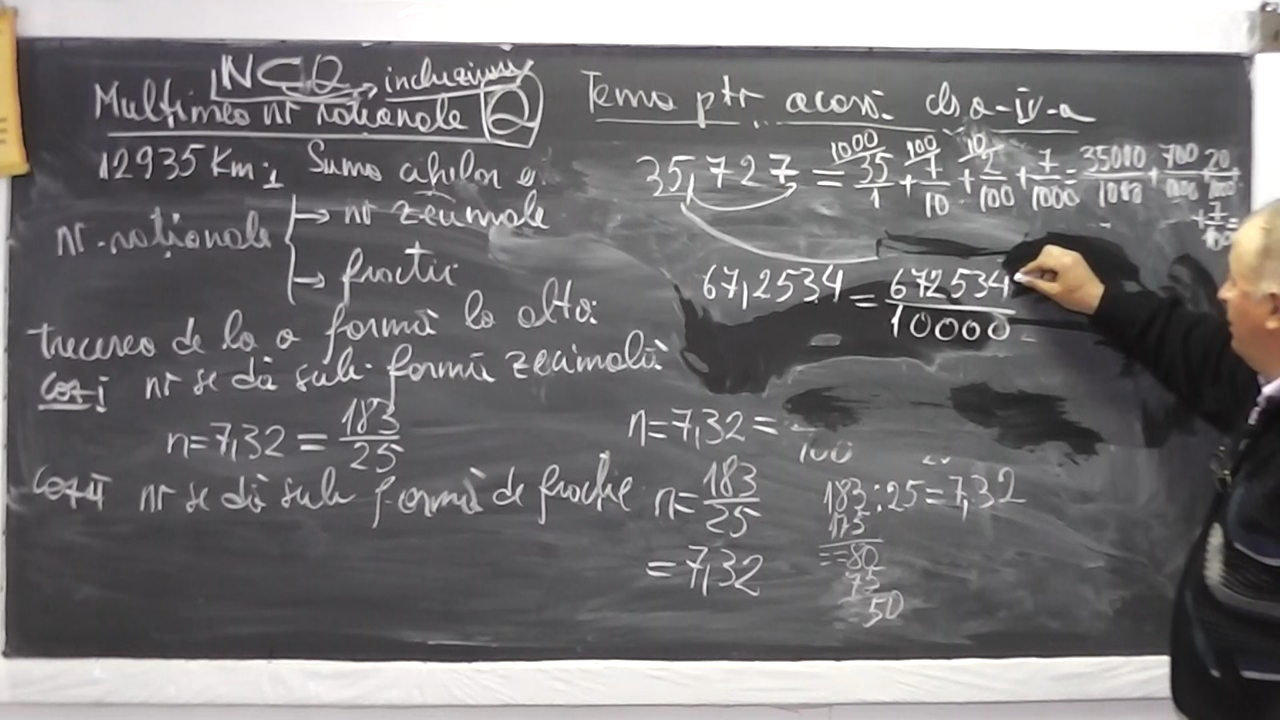 N⊂Q → incluziuni
Mulțimea nr raționale Q
12935 Km; Suma cifrelor e
nr. raționale → nr zecimale
→ fracții
trecerea de la o formă la alta:
Caz I nr se dă sub formă zecimală
n=7,32 = 183/25
Caz II nr se dă sub formă de fracție
Tema ptr acasă cls a-IV-a
1000 100 10
35,727 = 35/1 + 7/10 + 2/100 + 7/1000 = 35000/1000 + 700/1000 + 20/1000 +
+ 7/1000 =
67,2534 = 672534/10000
n=7,32 = /100
n= 183/25
= 7,32
183:25=7,32
175
==80
75
50